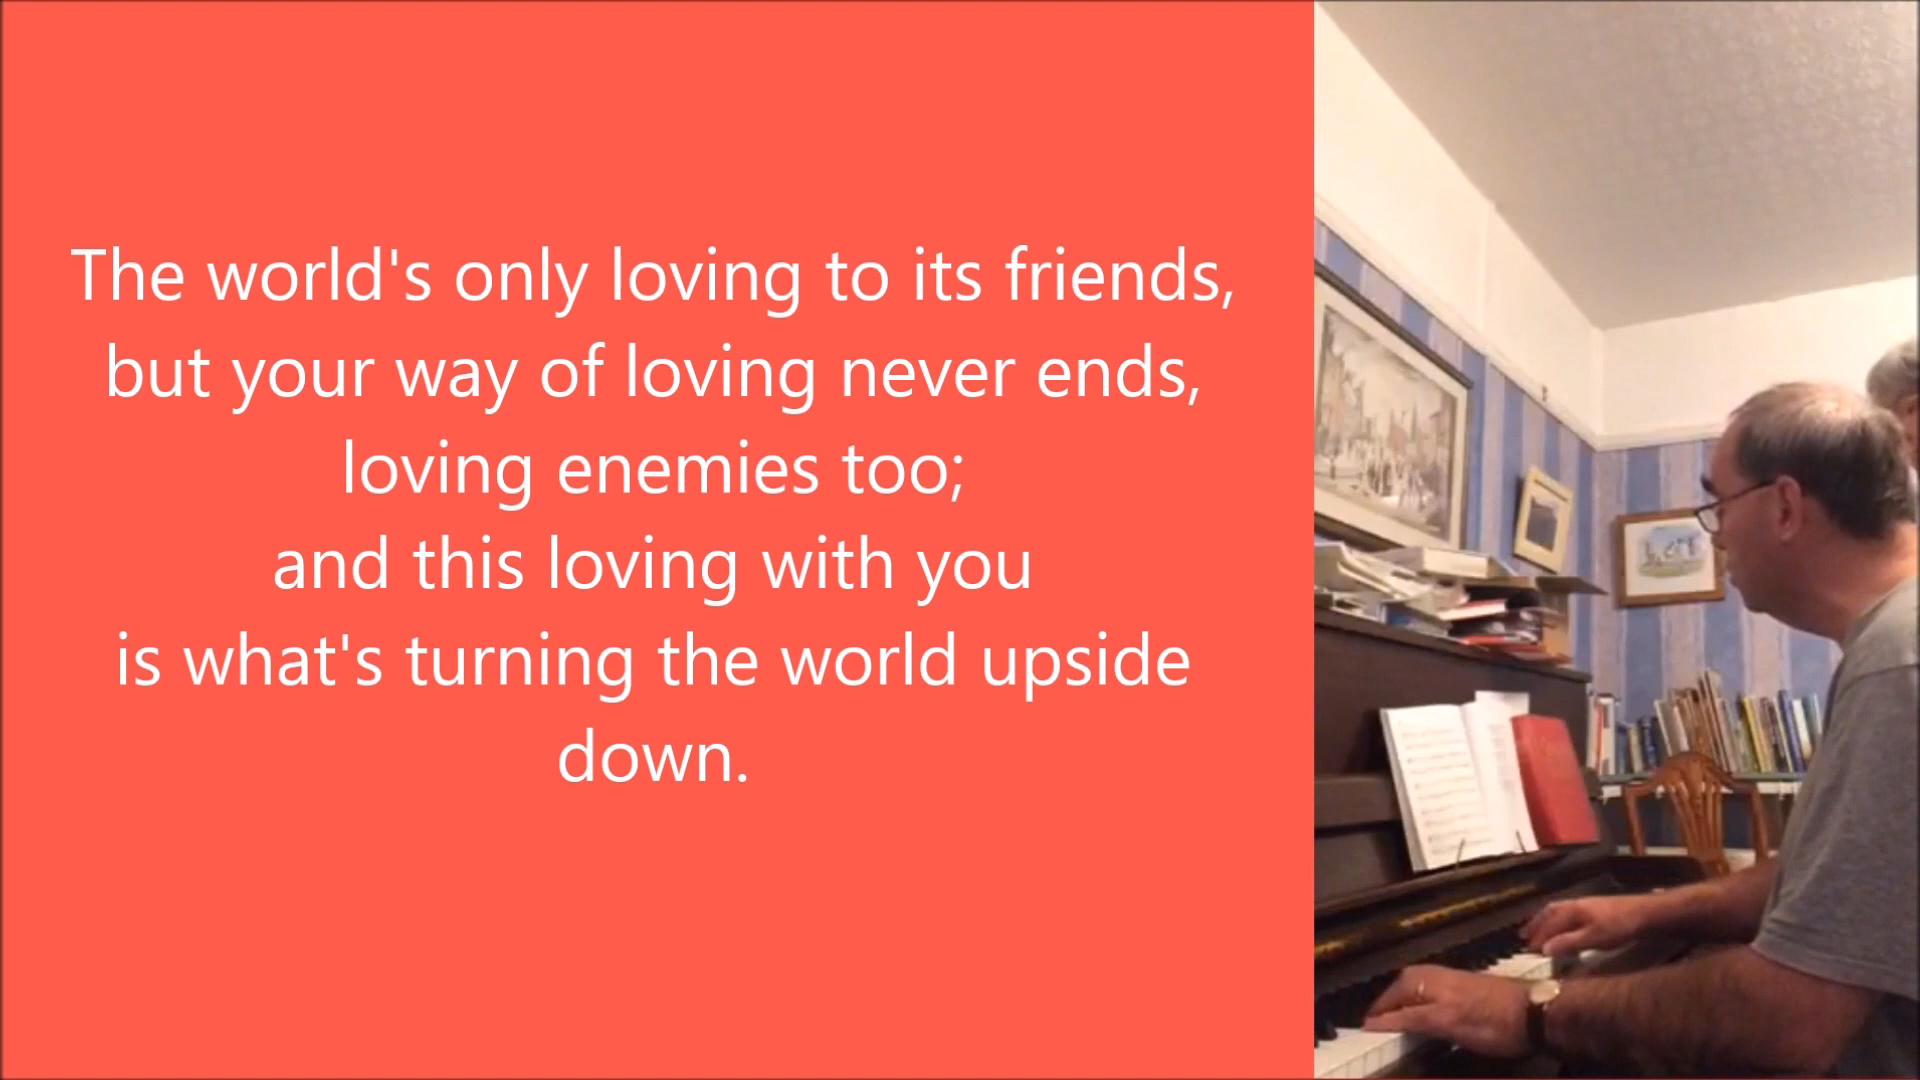 The world's only loving to its friends,
but your way of loving never ends,
loving enemies too;
and this loving with you
is what's turning the world upside
down.